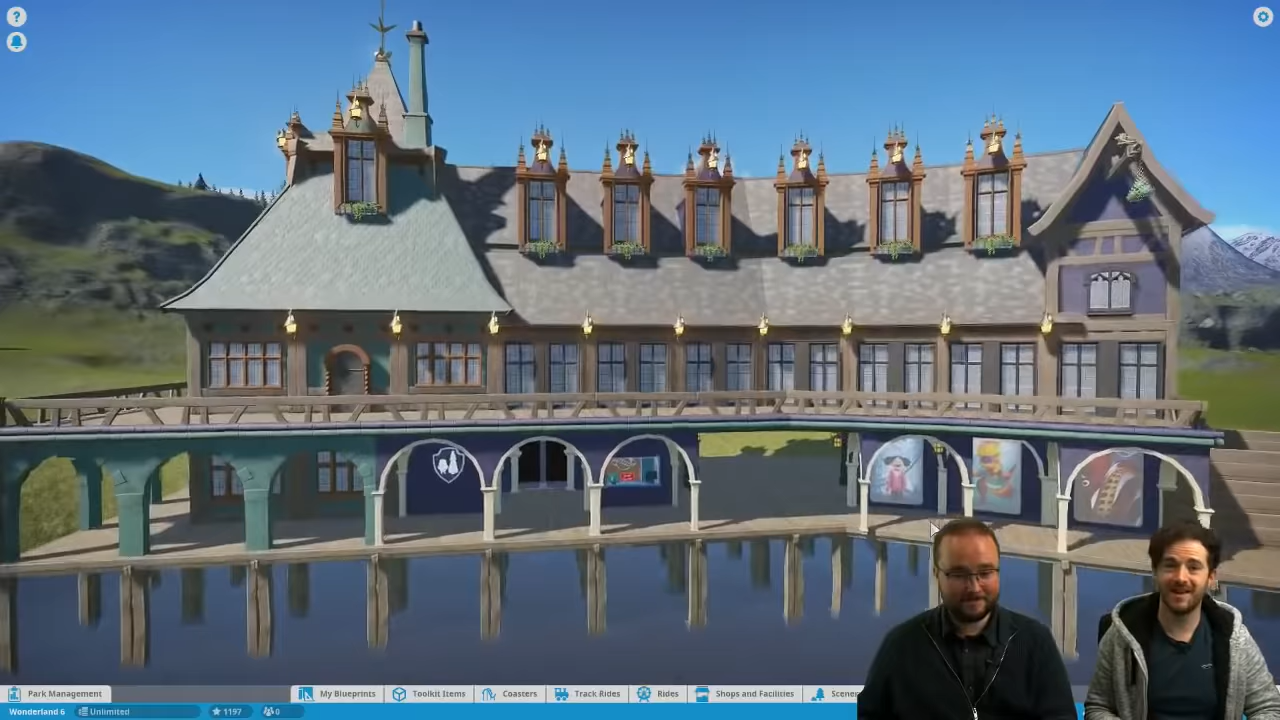 ?
Park Management
My Blueprints
Toolkit Items
Coasters
Track Rides
Rides
Shops and Facilities
Scener
Wonderland 6
Unlimited
1197
0